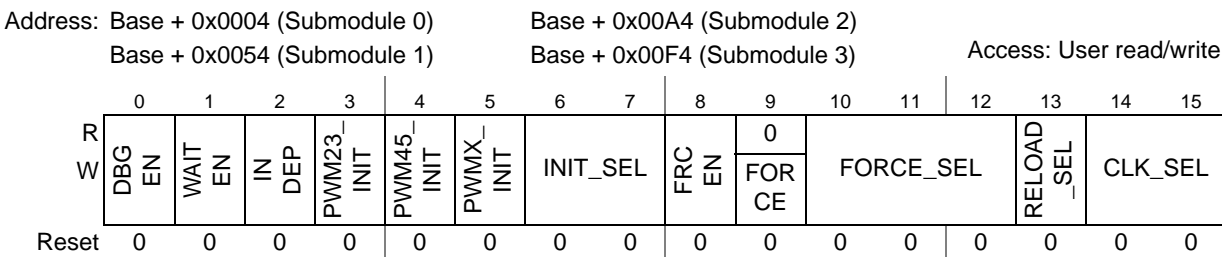 Address: Base + 0x0004 (Submodule 0) Base + 0x00A4 (Submodule 2)
Base + 0x0054 (Submodule 1) Base + 0x00F4 (Submodule 3) Access: User read/write
0 1 2 3 4 5 6 7 8 9 10 11 12 13 14 15
R 0
W DBG EN WAIT EN IN DEP PWM23_ INIT PWM45_ INIT PWMX_ INIT INIT_SEL FRC EN FOR CE FORCE_SEL RELOAD _SEL CLK_SEL
Reset 0 0 0 0 0 0 0 0 0 0 0 0 0 0 0 0